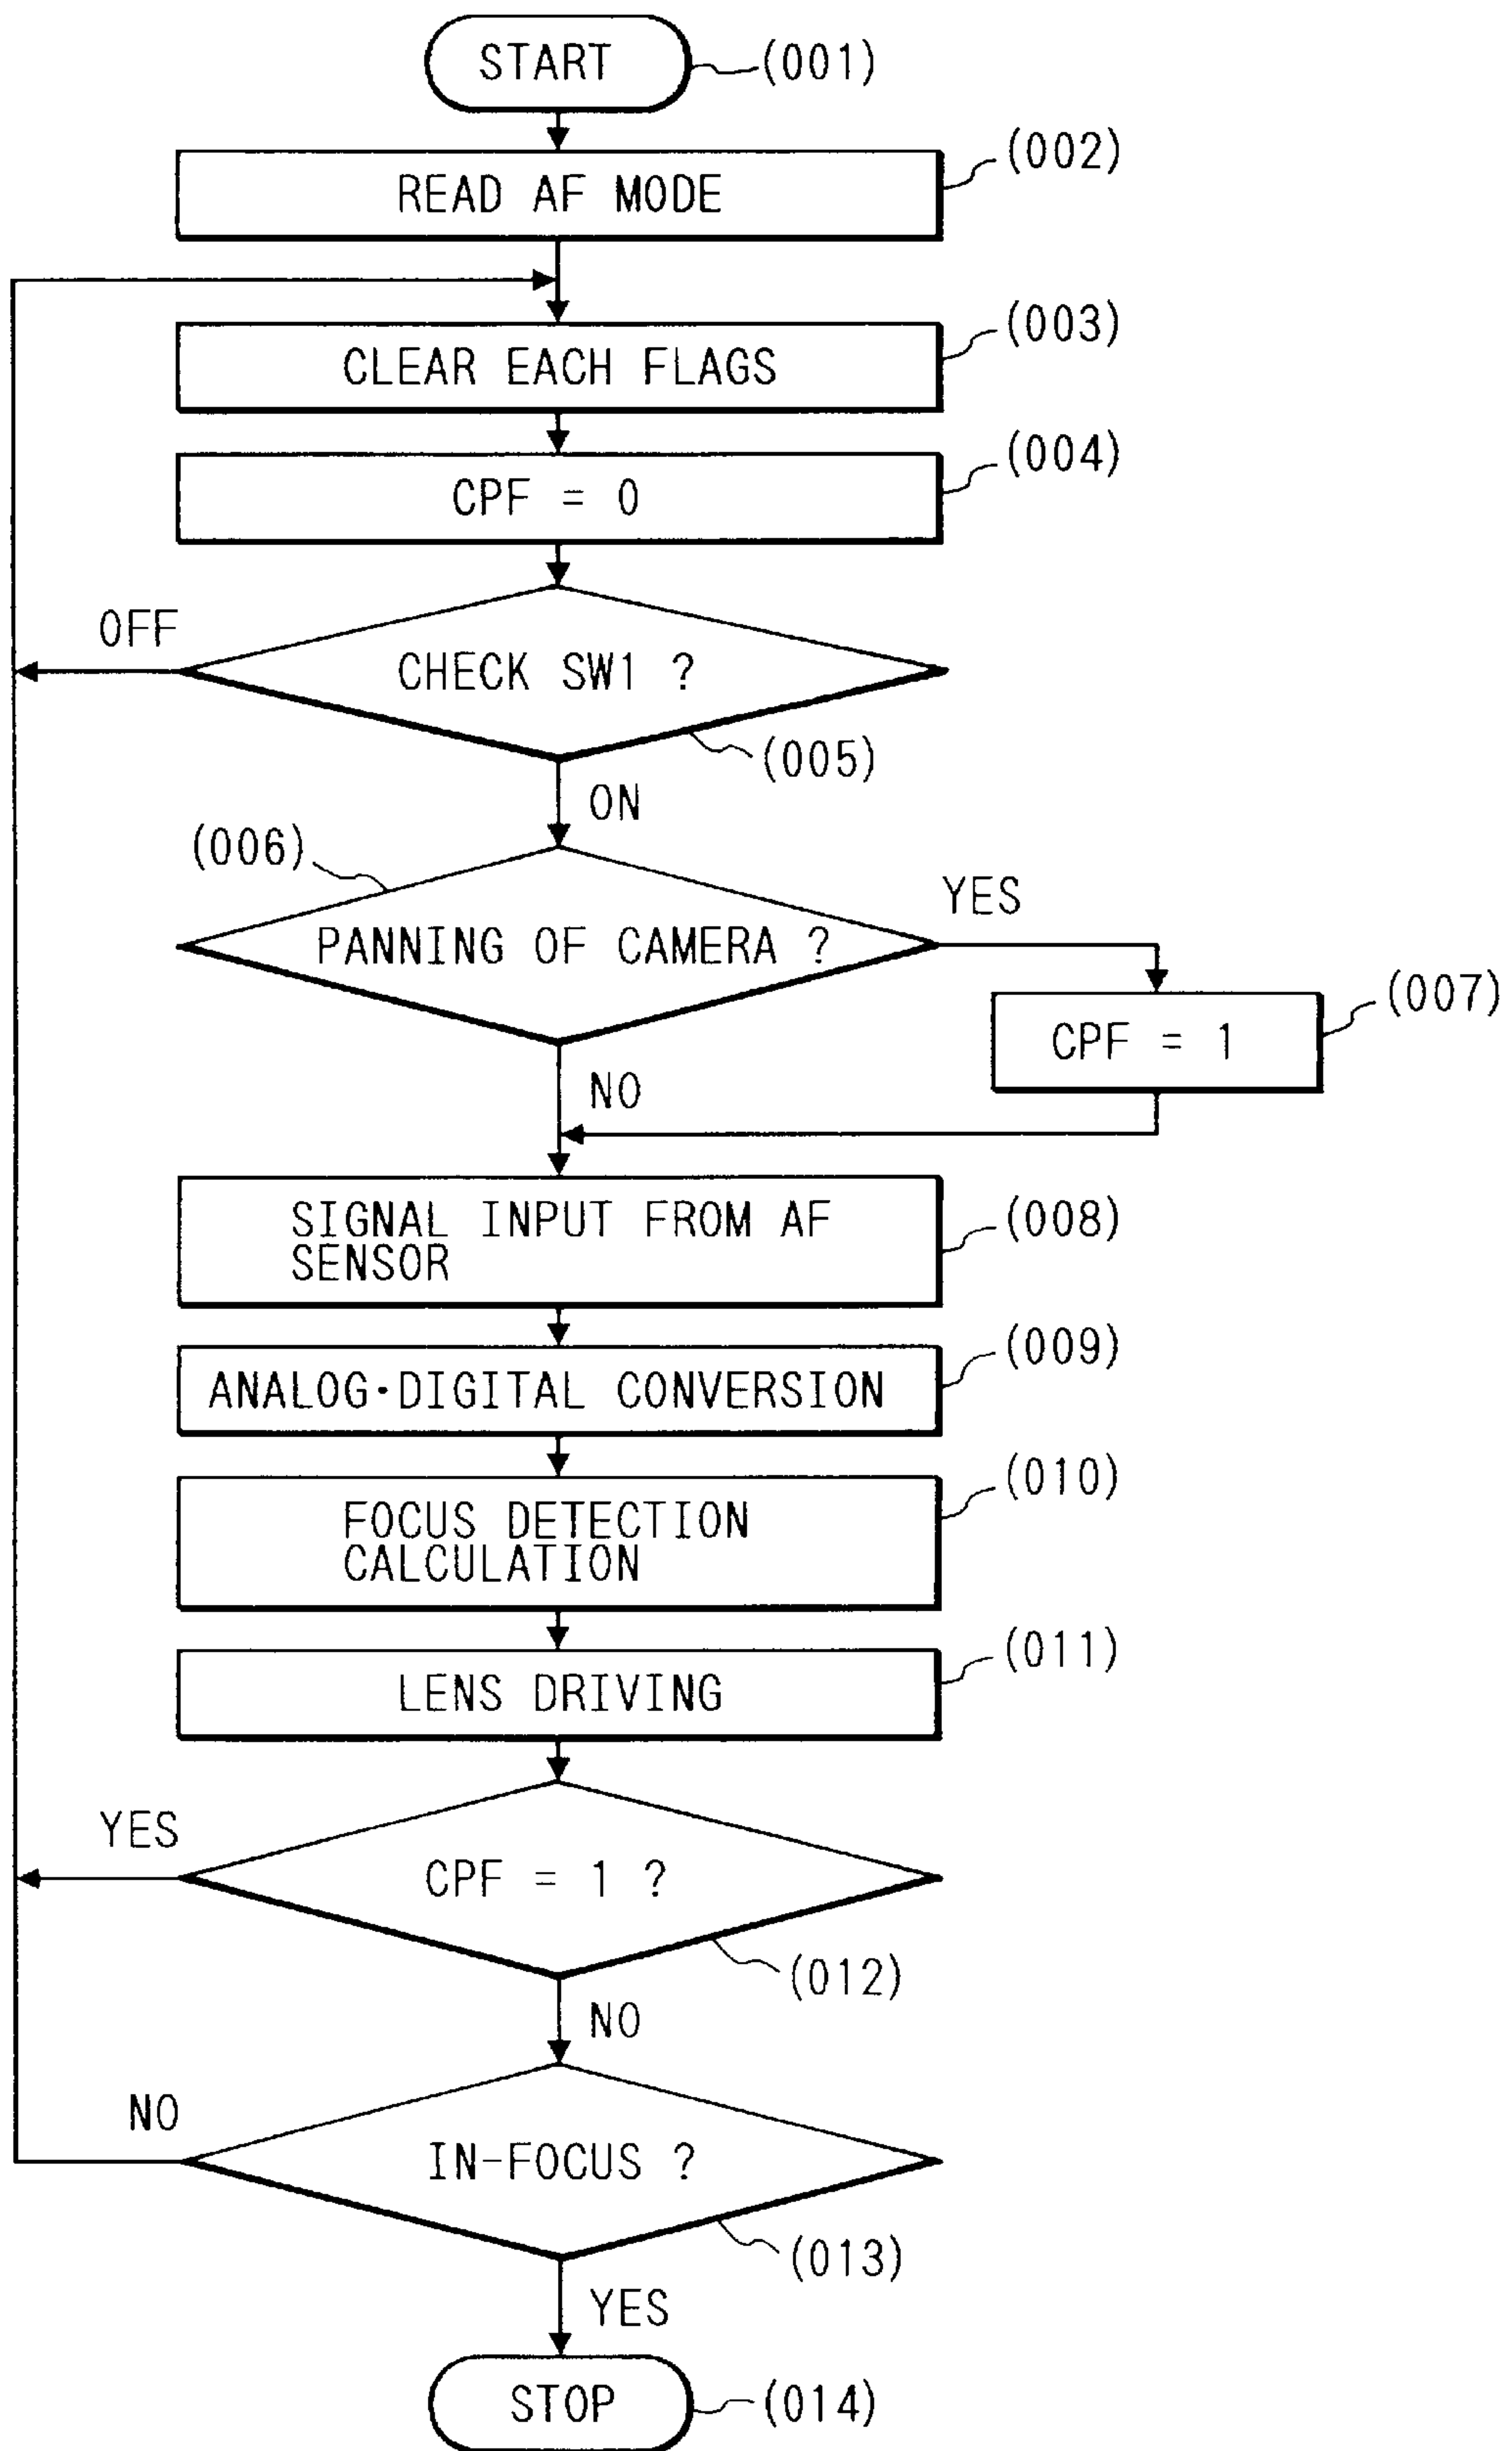 START
(001)
(002)
READ AF MODE
(003)
CLEAR EACH FLAGS
(004)
CPF = 0
OFF
CHECK SW1 ?
(005)
ON
(006)
YES
PANNING OF CAMERA ?
(007)
CPF = 1
NO
SIGNAL INPUT FROM AF
SENSOR
(008)
(009)
ANALOG·DIGITAL CONVERSION
(010)
FOCUS DETECTION
CALCULATION
(011)
LENS DRIVING
YES
CPF = 1 ?
(012)
NO
NO
IN-FOCUS ?
(013)
YES
STOP
(014)